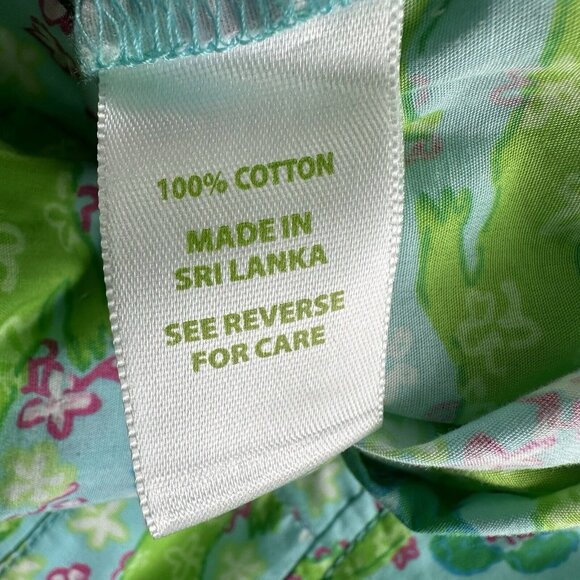 100% COTTON
MADE IN
SRI LANKA
SEE REVERSE
FOR CARE